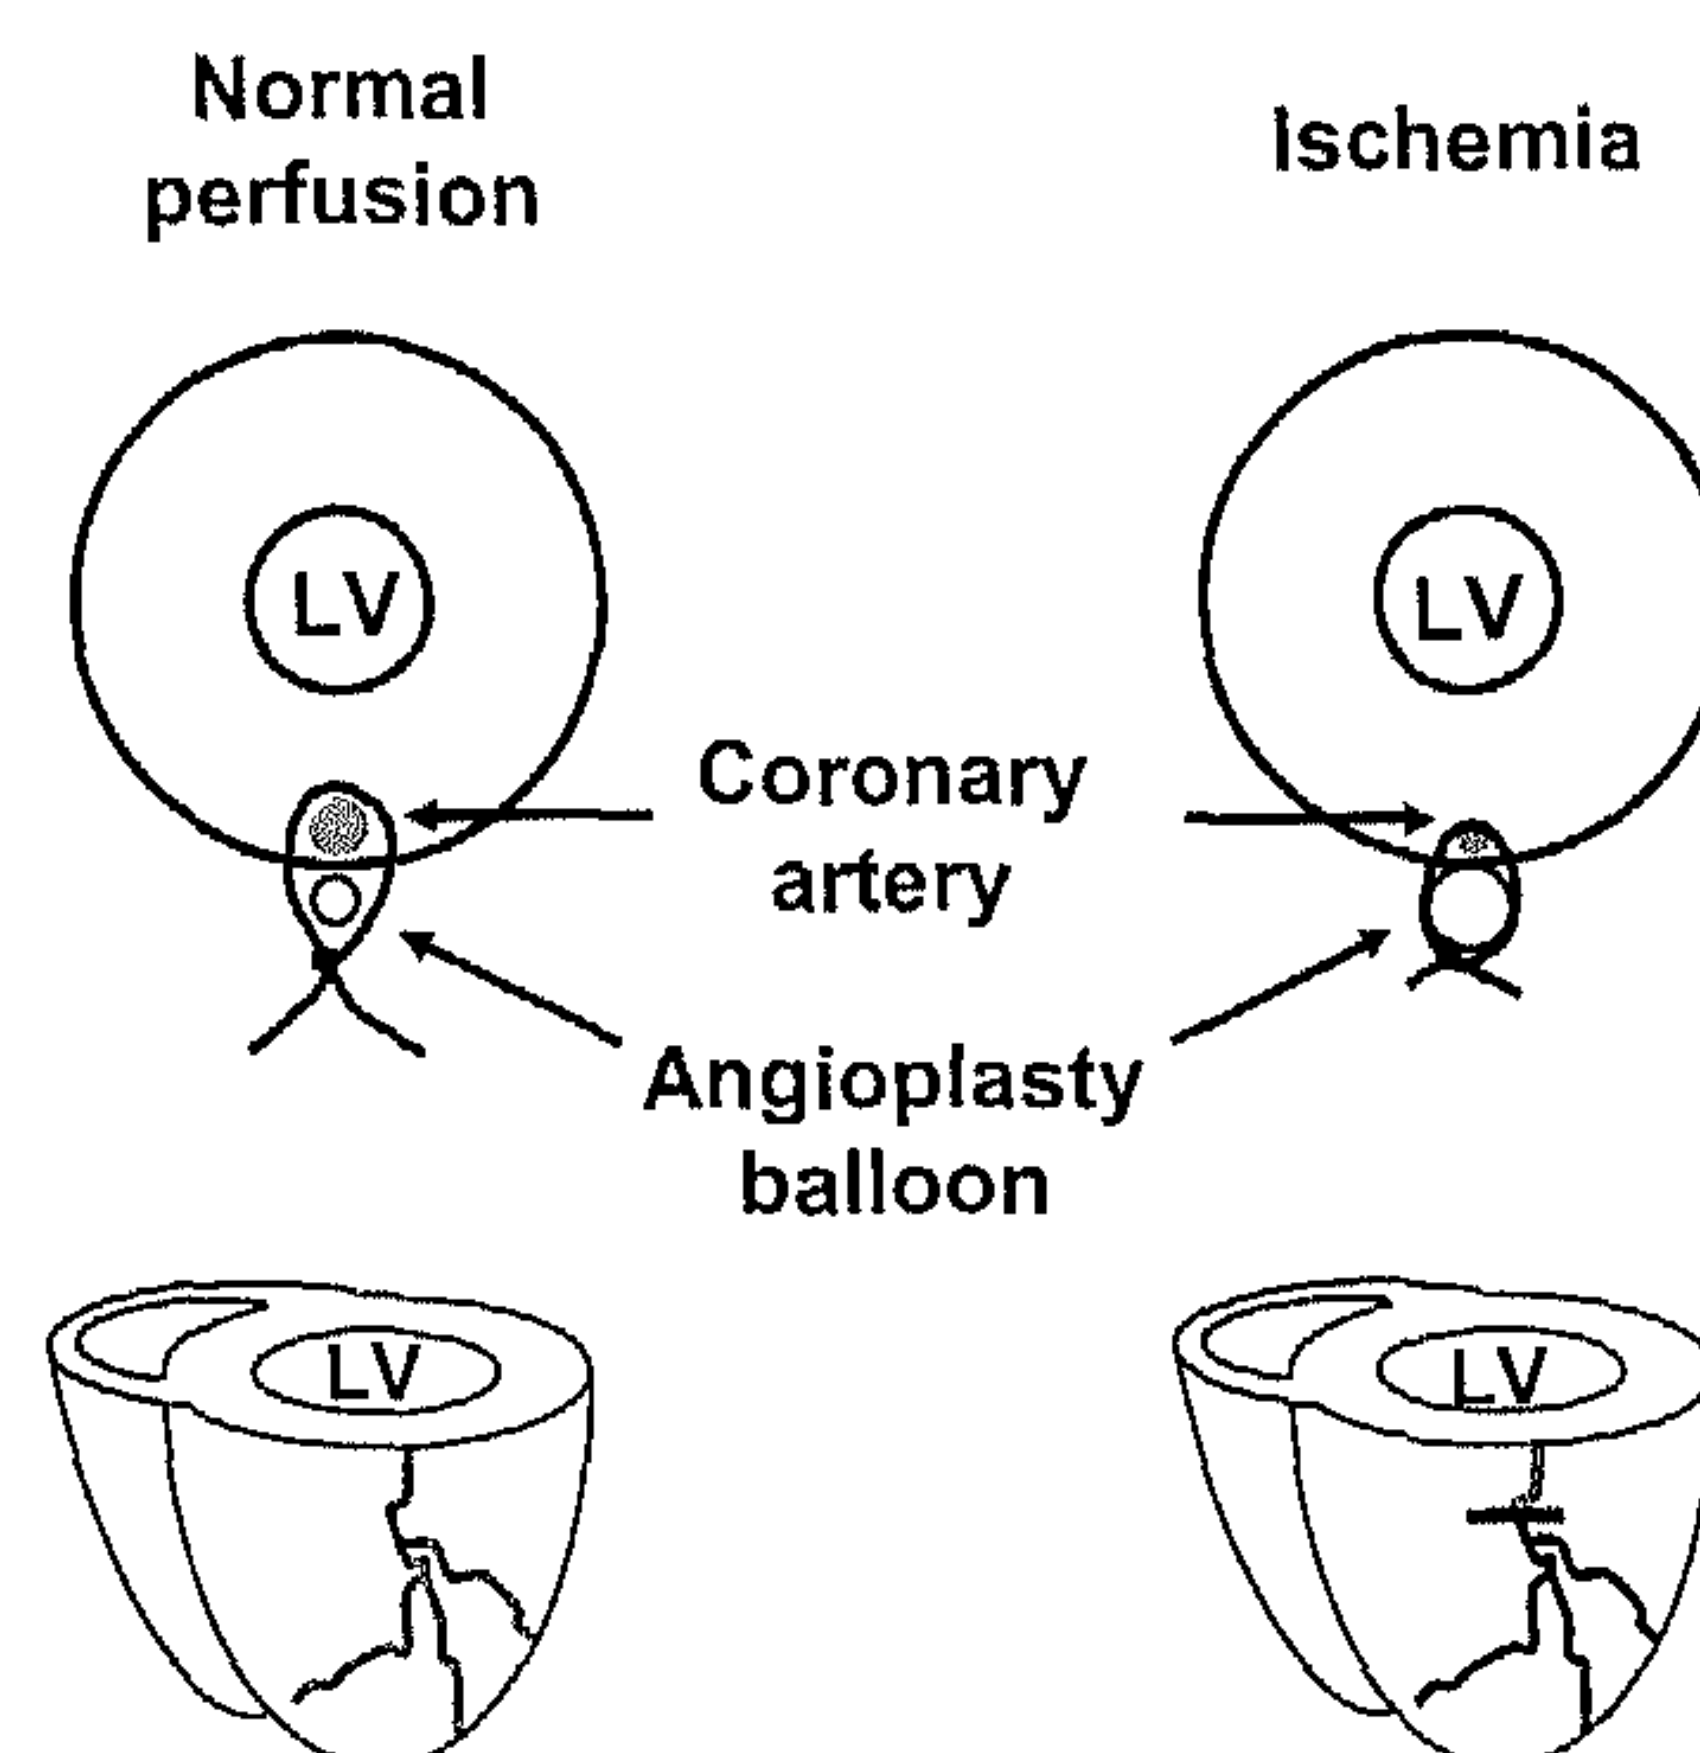 Normal
perfusion
Ischemia
LV
LV
Coronary
artery
Angioplasty
balloon
LV
LV